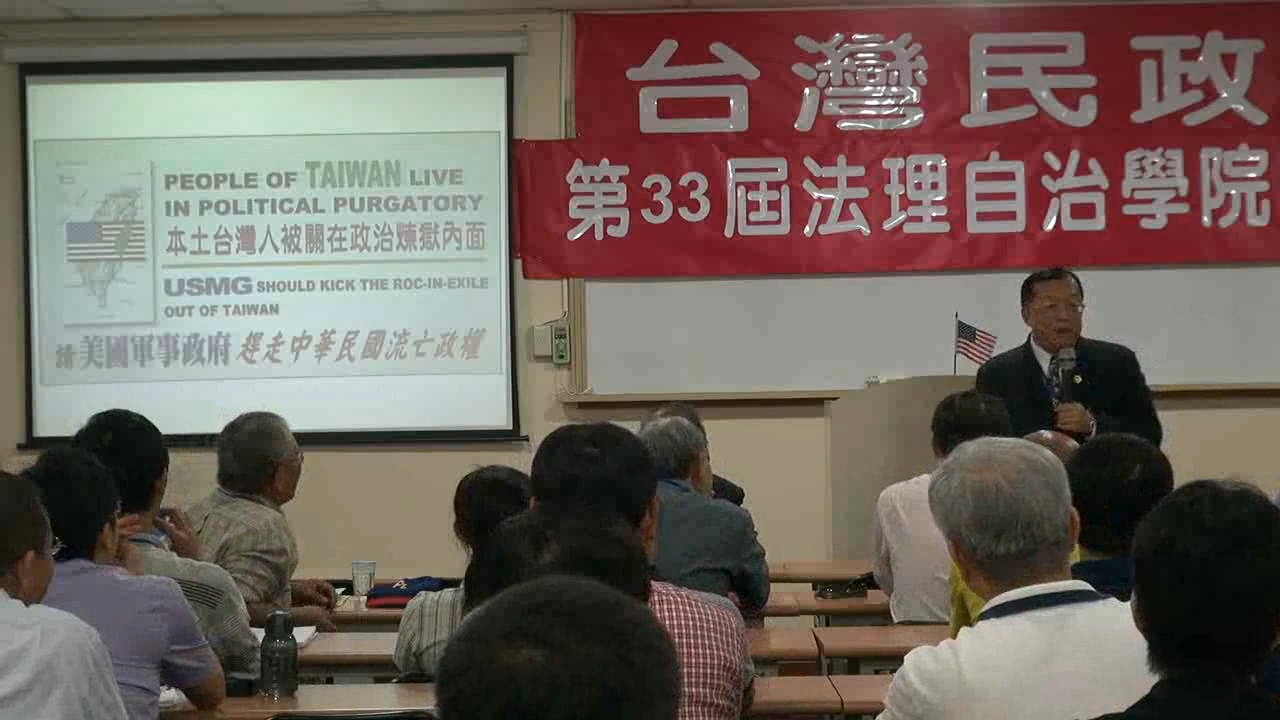 PEOPLE OF TAIWAN LIVE
IN POLITICAL PURGATORY
本土台灣人被關在政治煉獄內面
USMG SHOULD KICK THE ROC-IN-EXILE
OUT OF TAIWAN
請美國軍事政府 趕走中華民國流亡政權
台灣民政
第33屆法理自治學院